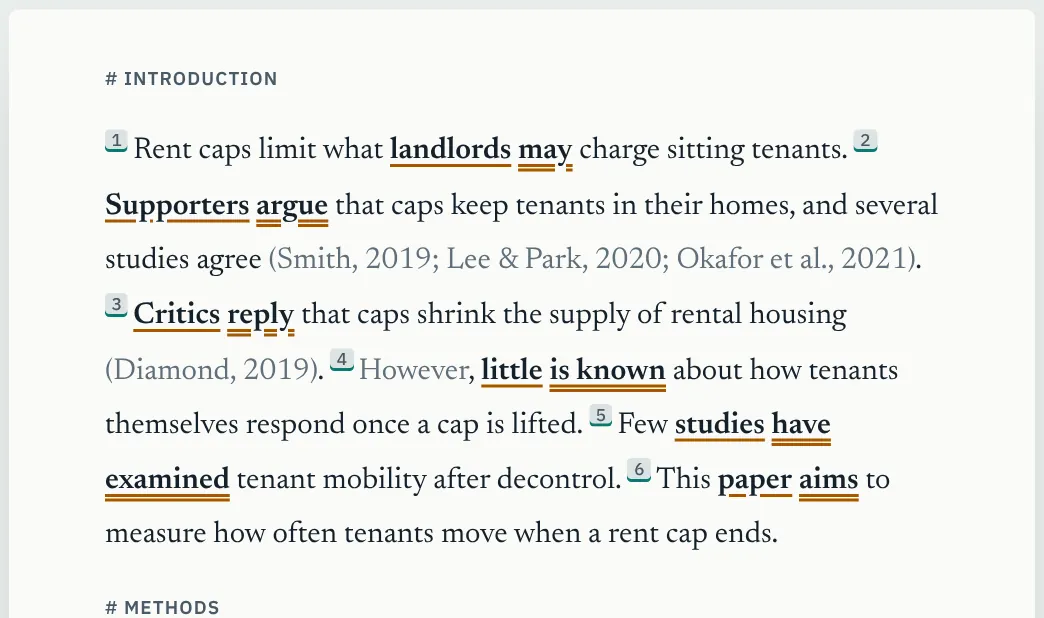 # INTRODUCTION
1 Rent caps limit what landlords may charge sitting tenants. 2
Supporters argue that caps keep tenants in their homes, and several
studies agree (Smith, 2019; Lee & Park, 2020; Okafor et al., 2021).
3 Critics reply that caps shrink the supply of rental housing
(Diamond, 2019). 4 However, little is known about how tenants
themselves respond once a cap is lifted. 5 Few studies have
examined tenant mobility after decontrol. 6 This paper aims to
measure how often tenants move when a rent cap ends.
# METHODS